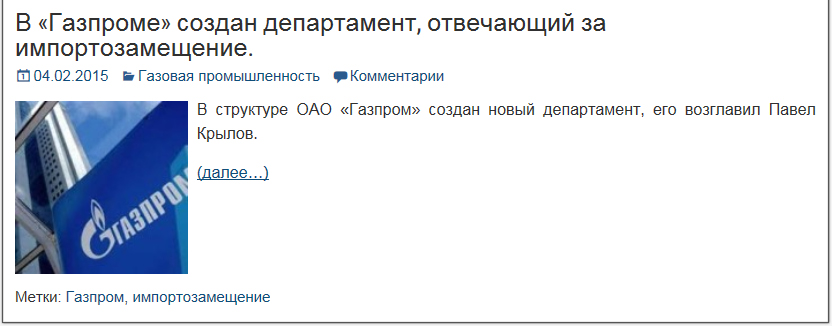 В «Газпроме» создан департамент, отвечающий за
импортозамещение.
04.02.2015 Газовая промышленность Комментарии
В структуре ОАО «Газпром» создан новый департамент, его возглавил Павел
Крылов.
(далее…)
ГАЗПРОМ
Метки: Газпром, импортозамещение